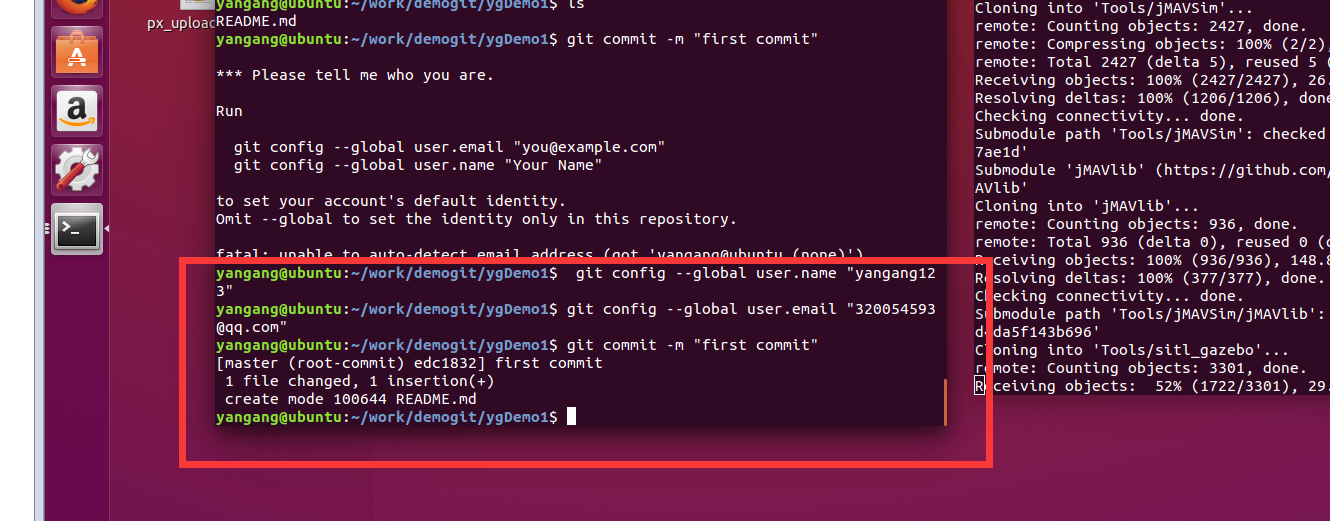 px_upload
yangang@ubuntu:~/work/demogit/ygDemo1$ ls
README.md
yangang@ubuntu:~/work/demogit/ygDemo1$ git commit -m "first commit"
*** Please tell me who you are.
Run
git config --global user.email "you@example.com"
git config --global user.name "Your Name"
to set your account's default identity.
Omit --global to set the identity only in this repository.
fatal: unable to auto-detect email address (got 'yangang@ubuntu.(none)')
yangang@ubuntu:~/work/demogit/ygDemo1$  git config --global user.name "yangang12
3"
yangang@ubuntu:~/work/demogit/ygDemo1$ git config --global user.email "320054593
@qq.com"
yangang@ubuntu:~/work/demogit/ygDemo1$ git commit -m "first commit"
[master (root-commit) edc1832] first commit
1 file changed, 1 insertion(+)
create mode 100644 README.md
yangang@ubuntu:~/work/demogit/ygDemo1$
Cloning into 'Tools/jMAVSim'...
remote: Counting objects: 2427, done.
remote: Compressing objects: 100% (2/2),
remote: Total 2427 (delta 5), reused 5 (
Receiving objects: 100% (2427/2427), 26.
Resolving deltas: 100% (1206/1206), done
Checking connectivity... done.
Submodule path 'Tools/jMAVSim': checked
7ae1d'
Submodule 'jMAVlib' (https://github.com/
AVlib'
Cloning into 'jMAVlib'...
remote: Counting objects: 936, done.
remote: Total 936 (delta 0), reused 0 (d
Receiving objects: 100% (936/936), 148.8
Resolving deltas: 100% (377/377), done.
Checking connectivity... done.
Submodule path 'Tools/jMAVSim/jMAVlib':
d4da5f143b696'
Cloning into 'Tools/sitl_gazebo'...
remote: Counting objects: 3301, done.
Receiving objects:  52% (1722/3301), 29.